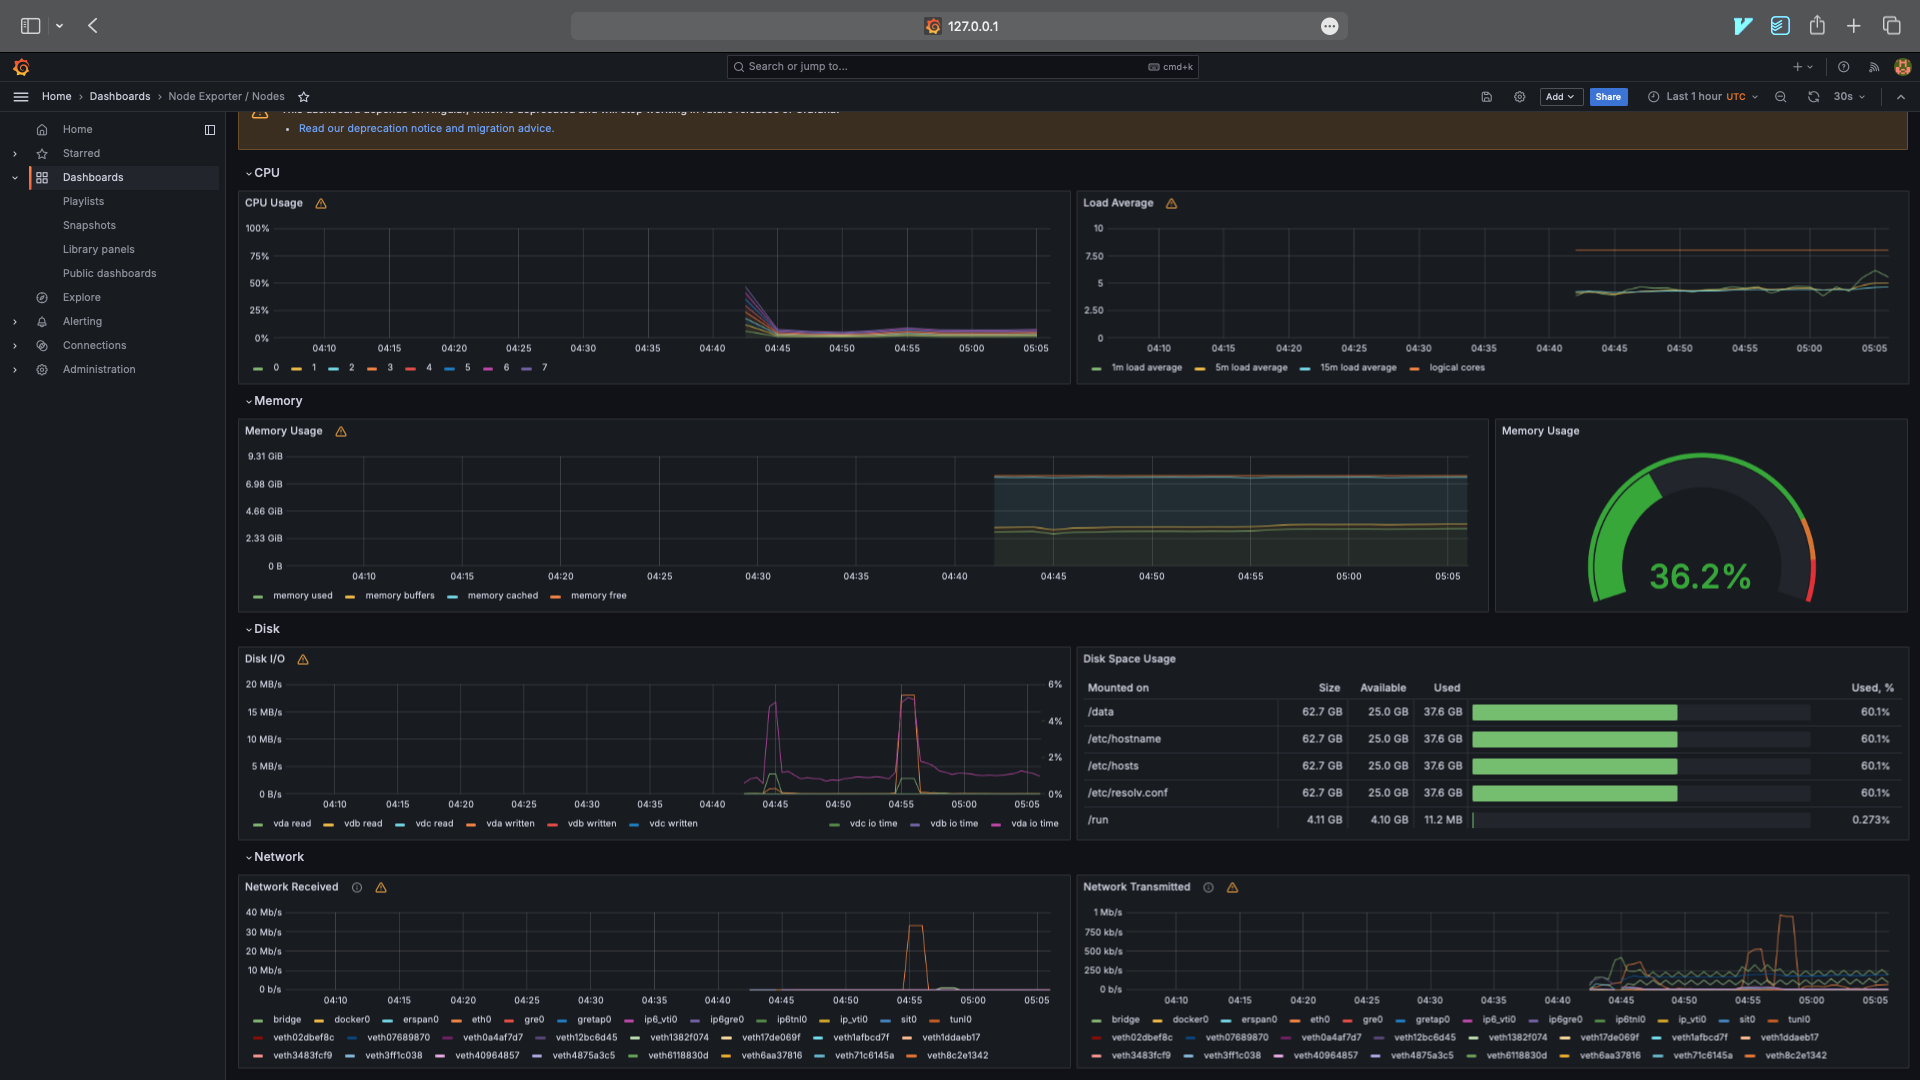 127.0.0.1
Search or jump to...
cmd+k
Home › Dashboards › Node Exporter / Nodes
Add
Share
Last 1 hour UTC
30s
Home
Starred
Dashboards
Playlists
Snapshots
Library panels
Public dashboards
Explore
Alerting
Connections
Administration
This dashboard depends on Angular, which is deprecated and will stop working in future releases of Grafana.
• Read our deprecation notice and migration advice.
CPU
CPU Usage
100%
75%
50%
25%
0%
04:10 04:15 04:20 04:25 04:30 04:35 04:40 04:45 04:50 04:55 05:00 05:05
0 1 2 3 4 5 6 7
Load Average
10
7.50
5
2.50
0
04:10 04:15 04:20 04:25 04:30 04:35 04:40 04:45 04:50 04:55 05:00 05:05
1m load average 5m load average 15m load average logical cores
Memory
Memory Usage
9.31 GiB
6.98 GiB
4.66 GiB
2.33 GiB
0 B
04:10 04:15 04:20 04:25 04:30 04:35 04:40 04:45 04:50 04:55 05:00 05:05
memory used memory buffers memory cached memory free
Memory Usage
36.2%
Disk
Disk I/O
20 MB/s
15 MB/s
10 MB/s
5 MB/s
0 B/s
6%
4%
2%
0%
04:10 04:15 04:20 04:25 04:30 04:35 04:40 04:45 04:50 04:55 05:00 05:05
vda read vdb read vdc read vda written vdb written vdc written vdc io time vdb io time vda io time
Disk Space Usage
Mounted on Size Available Used Used, %
/data 62.7 GB 25.0 GB 37.6 GB 60.1%
/etc/hostname 62.7 GB 25.0 GB 37.6 GB 60.1%
/etc/hosts 62.7 GB 25.0 GB 37.6 GB 60.1%
/etc/resolv.conf 62.7 GB 25.0 GB 37.6 GB 60.1%
/run 4.11 GB 4.10 GB 11.2 MB 0.273%
Network
Network Received
40 Mb/s
30 Mb/s
20 Mb/s
10 Mb/s
0 b/s
04:10 04:15 04:20 04:25 04:30 04:35 04:40 04:45 04:50 04:55 05:00 05:05
bridge docker0 erspan0 eth0 gre0 gretap0 ip6_vti0 ip6gre0 ip6tnl0 ip_vti0 sit0 tunl0
veth02dbef8c veth07689870 veth0a4af7d7 veth12bc6d45 veth1382f074 veth17de069f veth1afbcd7f veth1ddaeb17
veth3483fcf9 veth3ff1c038 veth40964857 veth4875a3c5 veth6118830d veth6aa37816 veth71c6145a veth8c2e1342
Network Transmitted
1 Mb/s
750 kb/s
500 kb/s
250 kb/s
0 b/s
04:10 04:15 04:20 04:25 04:30 04:35 04:40 04:45 04:50 04:55 05:00 05:05
bridge docker0 erspan0 eth0 gre0 gretap0 ip6_vti0 ip6gre0 ip6tnl0 ip_vti0 sit0 tunl0
veth02dbef8c veth07689870 veth0a4af7d7 veth12bc6d45 veth1382f074 veth17de069f veth1afbcd7f veth1ddaeb17
veth3483fcf9 veth3ff1c038 veth40964857 veth4875a3c5 veth6118830d veth6aa37816 veth71c6145a veth8c2e1342